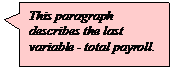 This paragraph
describes the last
variable - total payroll.